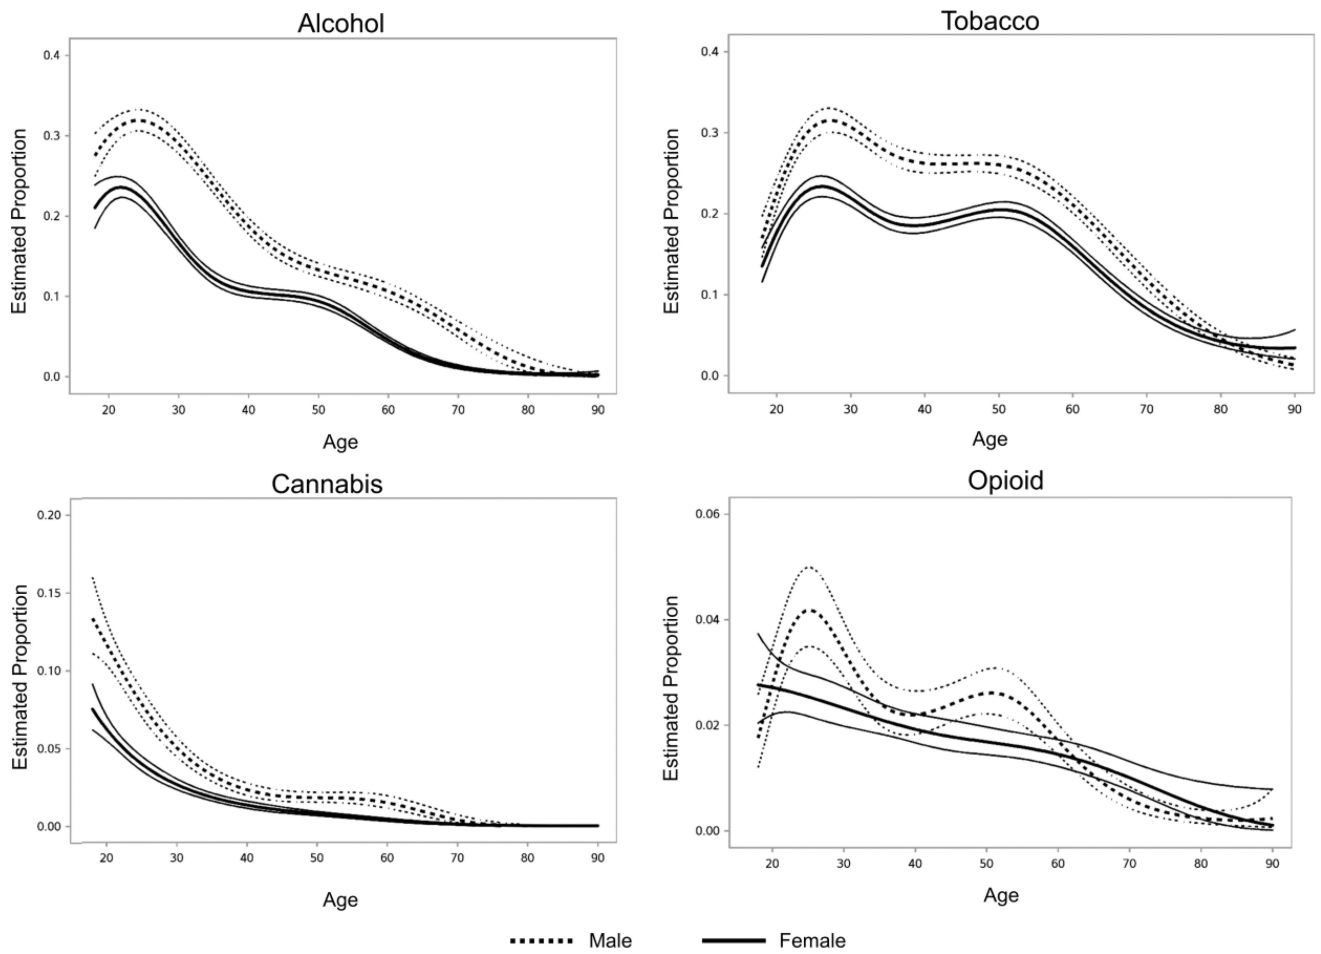 Alcohol
0.4
0.3
0.2
0.1
0.0
Estimated Proportion
20 30 40 50 60 70 80 90
Age
Tobacco
0.4
0.3
0.2
0.1
0.0
Estimated Proportion
20 30 40 50 60 70 80 90
Age
Cannabis
0.20
0.15
0.10
0.05
0.00
Estimated Proportion
20 30 40 50 60 70 80 90
Age
Opioid
0.06
0.04
0.02
0.00
Estimated Proportion
20 30 40 50 60 70 80 90
Age
Male Female